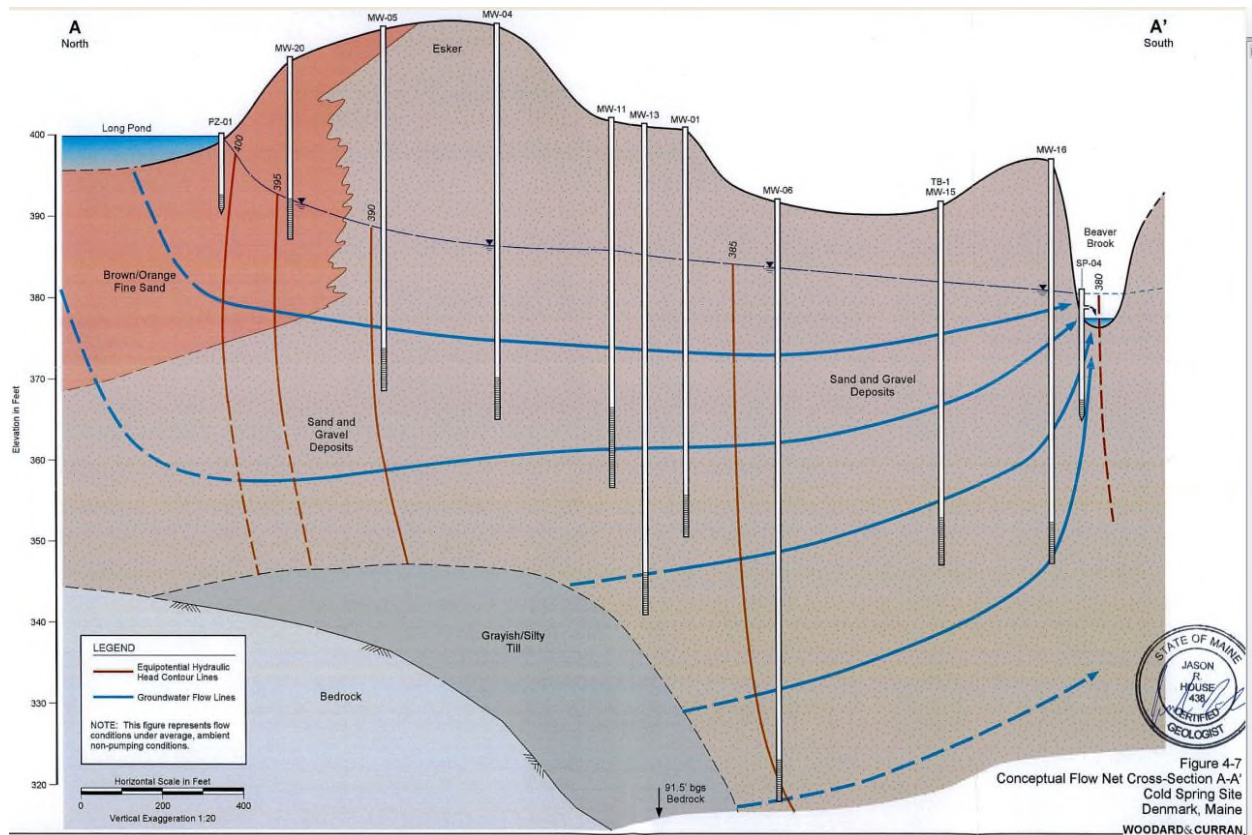 A
North
A'
South
MW-05
MW-04
Esker
MW-20
PZ-01
Long Pond
MW-11
MW-13
MW-01
MW-16
MW-06
TB-1
MW-15
Beaver
Brook
SP-04
400
395
390
385
380
Elevation in Feet
400
390
380
370
360
350
340
330
320
Brown/Orange
Fine Sand
Sand and
Gravel
Deposits
Sand and Gravel
Deposits
Grayish/Silty
Till
Bedrock
91.5' bgs
Bedrock
LEGEND
Equipotential Hydraulic
Head Contour Lines
Groundwater Flow Lines
NOTE: This figure represents flow
conditions under average, ambient
non-pumping conditions.
Horizontal Scale in Feet
0 200 400
Vertical Exaggeration 1:20
STATE OF MAINE
JASON
R.
HOUSE
438
CERTIFIED
GEOLOGIST
Figure 4-7
Conceptual Flow Net Cross-Section A-A'
Cold Spring Site
Denmark, Maine
WOODARD&CURRAN